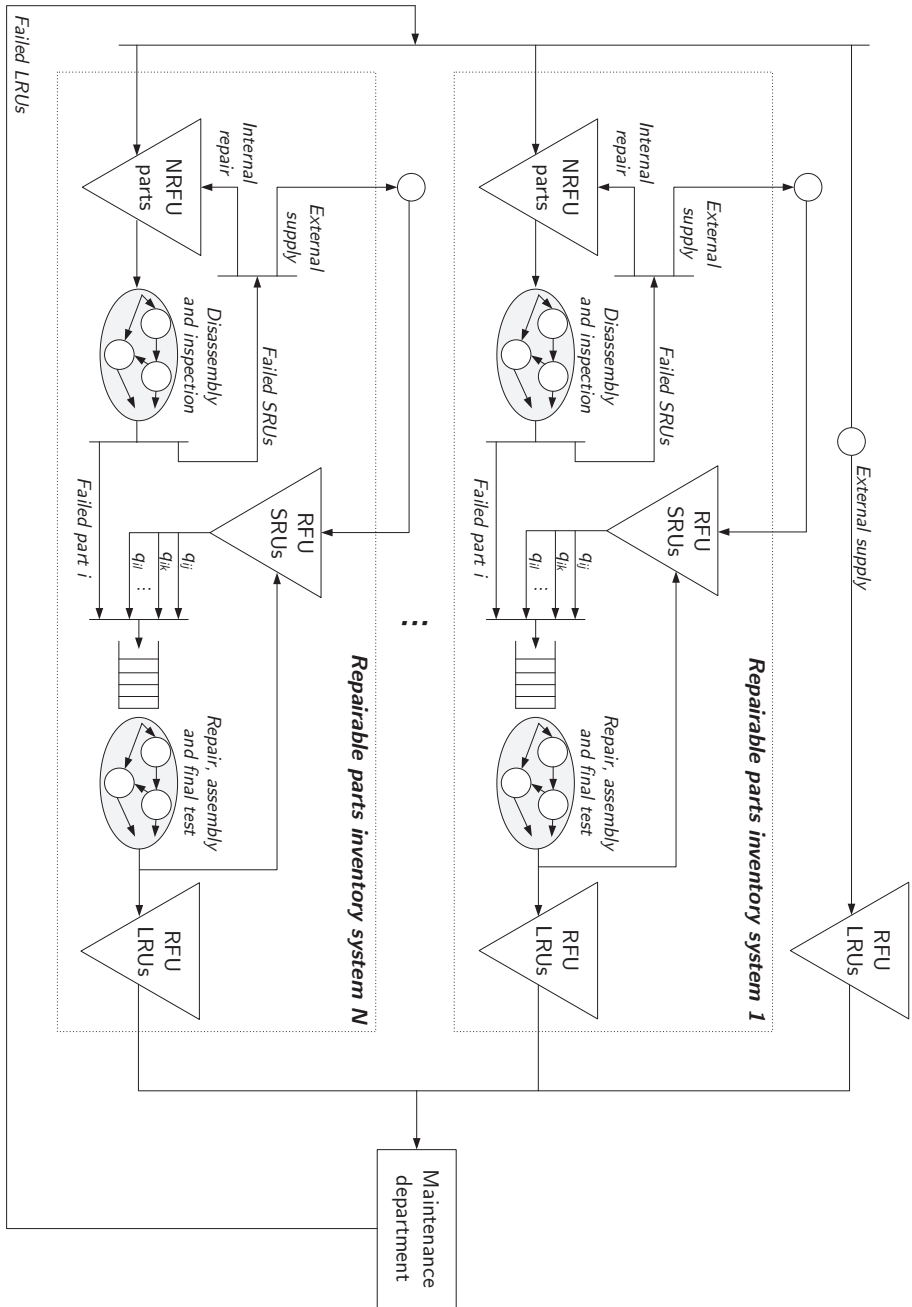 External supply
RFU
LRUs
Repairable parts inventory system 1
External
supply
Internal
repair
Failed SRUs
NRFU
parts
Disassembly
and inspection
RFU
SRUs
q_ij
q_ik
...
q_il
Failed part i
Repair, assembly
and final test
RFU
LRUs
...
Repairable parts inventory system N
External
supply
Internal
repair
Failed SRUs
NRFU
parts
Disassembly
and inspection
RFU
SRUs
q_ij
q_ik
...
q_il
Failed part i
Repair, assembly
and final test
RFU
LRUs
Maintenance
department
Failed LRUs